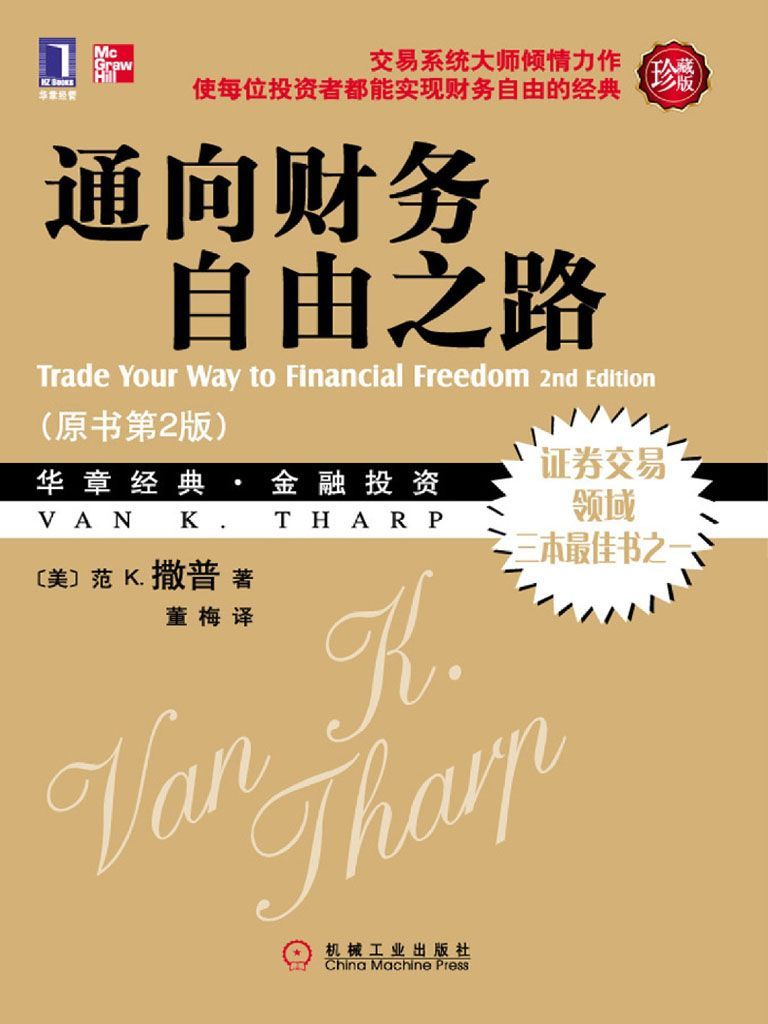 HZ Books
华章经管
Mc
Graw
Hill
交易系统大师倾情力作
使每位投资者都能实现财务自由的经典
珍藏版
通向财务
自由之路
Trade Your Way to Financial Freedom 2nd Edition
（原书第2版）
华章经典·金融投资
VAN K. THARP
证券交易
领域
三本最佳书之一
〔美〕范 K. 撒普 著
董梅 译
Van K.
Tharp
机械工业出版社
China Machine Press